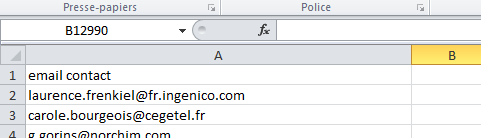 Presse-papiers Police
B12990 fx
A B
1 email contact
2 laurence.frenkiel@fr.ingenico.com
3 carole.bourgeois@cegetel.fr
4 g.gorins@norchim.com